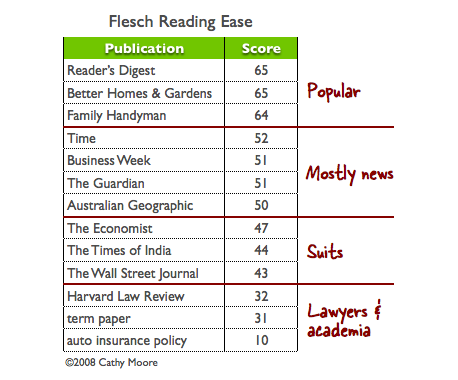 Flesch Reading Ease
Publication Score
Reader's Digest 65
Better Homes & Gardens 65
Family Handyman 64
Popular
Time 52
Business Week 51
The Guardian 51
Australian Geographic 50
Mostly news
The Economist 47
The Times of India 44
The Wall Street Journal 43
Suits
Harvard Law Review 32
term paper 31
auto insurance policy 10
Lawyers &
academia
©2008 Cathy Moore